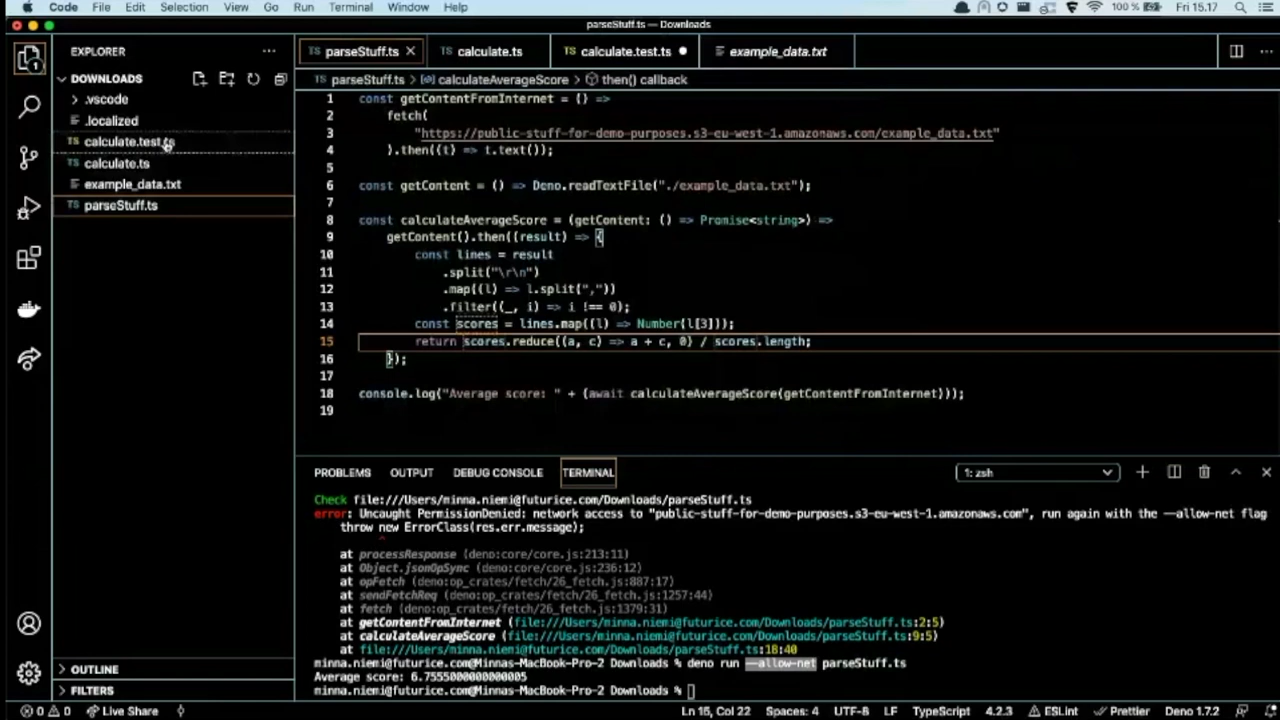 Code File Edit Selection View Go Run Terminal Window Help 100 % Fri 15.17
parseStuff.ts — Downloads
EXPLORER ···
TS parseStuff.ts × TS calculate.ts TS calculate.test.ts ● example_data.txt ···
DOWNLOADS
TS parseStuff.ts > calculateAverageScore > then() callback
> .vscode
.localized
TS calculate.test.ts
TS calculate.ts
example_data.txt
TS parseStuff.ts
1 const getContentFromInternet = () =>
2 fetch(
3 "https://public-stuff-for-demo-purposes.s3-eu-west-1.amazonaws.com/example_data.txt"
4 ).then((t) => t.text());
5
6 const getContent = () => Deno.readTextFile("./example_data.txt");
7
8 const calculateAverageScore = (getContent: () => Promise<string>) =>
9 getContent().then((result) => {
10 const lines = result
11 .split("\r\n")
12 .map((l) => l.split(","))
13 .filter((_, i) => i !== 0);
14 const scores = lines.map((l) => Number(l[3]));
15 return scores.reduce((a, c) => a + c, 0) / scores.length;
16 });
17
18 console.log("Average score: " + (await calculateAverageScore(getContentFromInternet)));
19
PROBLEMS OUTPUT DEBUG CONSOLE TERMINAL 1: zsh
Check file:///Users/minna.niemi@futurice.com/Downloads/parseStuff.ts
error: Uncaught PermissionDenied: network access to "public-stuff-for-demo-purposes.s3-eu-west-1.amazonaws.com", run again with the --allow-net flag
throw new ErrorClass(res.err.message);
^
at processResponse (deno:core/core.js:213:11)
at Object.jsonOpSync (deno:core/core.js:236:12)
at opFetch (deno:op_crates/fetch/26_fetch.js:887:17)
at sendFetchReq (deno:op_crates/fetch/26_fetch.js:1257:44)
at fetch (deno:op_crates/fetch/26_fetch.js:1379:31)
at getContentFromInternet (file:///Users/minna.niemi@futurice.com/Downloads/parseStuff.ts:2:5)
at calculateAverageScore (file:///Users/minna.niemi@futurice.com/Downloads/parseStuff.ts:9:5)
at file:///Users/minna.niemi@futurice.com/Downloads/parseStuff.ts:18:40
minna.niemi@futurice.com@Minnas-MacBook-Pro-2 Downloads % deno run --allow-net parseStuff.ts
Average score: 6.7555000000000005
minna.niemi@futurice.com@Minnas-MacBook-Pro-2 Downloads %
> OUTLINE
> FILTERS
0 0 Live Share Ln 15, Col 22 Spaces: 4 UTF-8 LF TypeScript 4.2.3 ESLint Prettier Deno 1.7.2